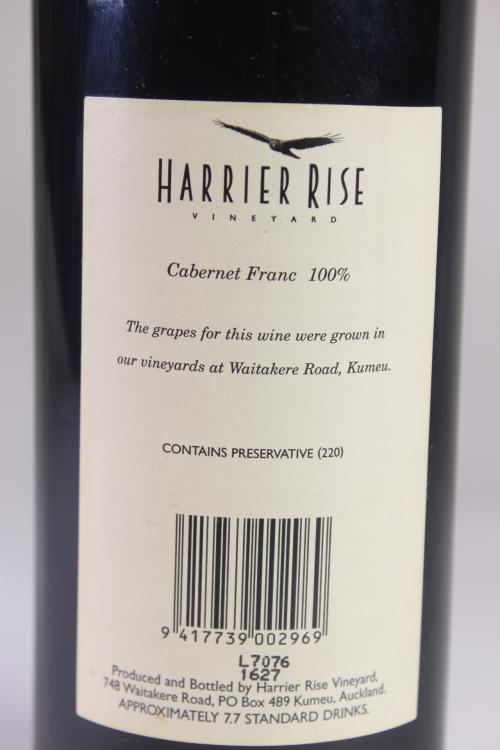 HARRIER RISE
VINEYARD
Cabernet Franc 100%
The grapes for this wine were grown in
our vineyards at Waitakere Road, Kumeu.
CONTAINS PRESERVATIVE (220)
9 417739 002969
L7076
1627
Produced and Bottled by Harrier Rise Vineyard,
748 Waitakere Road, PO Box 489 Kumeu, Auckland.
APPROXIMATELY 7.7 STANDARD DRINKS.